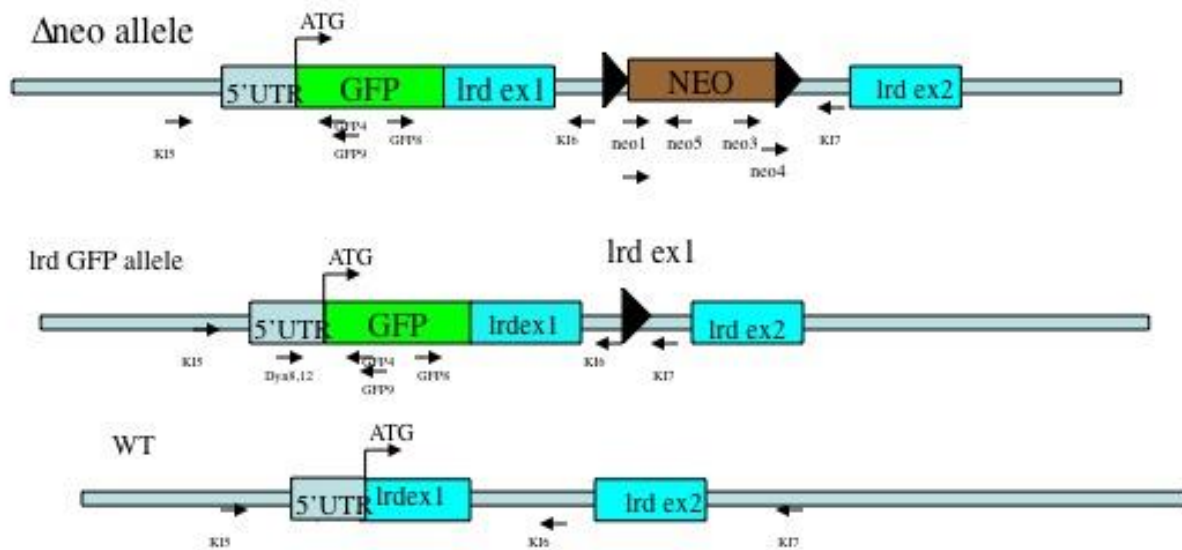 Δneo allele
ATG
5'UTR GFP lrd ex1 NEO lrd ex2
KI5 GFP4 GFP9 GFP8 KI6 neo1 neo5 neo3 neo4 KI7
lrd GFP allele
ATG
lrd ex1
5'UTR GFP lrdex1 lrd ex2
KI5 Dya8,12 GFP4 GFP9 GFP8 KI6 KI7
WT
ATG
5'UTR lrdex1 lrd ex2
KI5 KI6 KI7